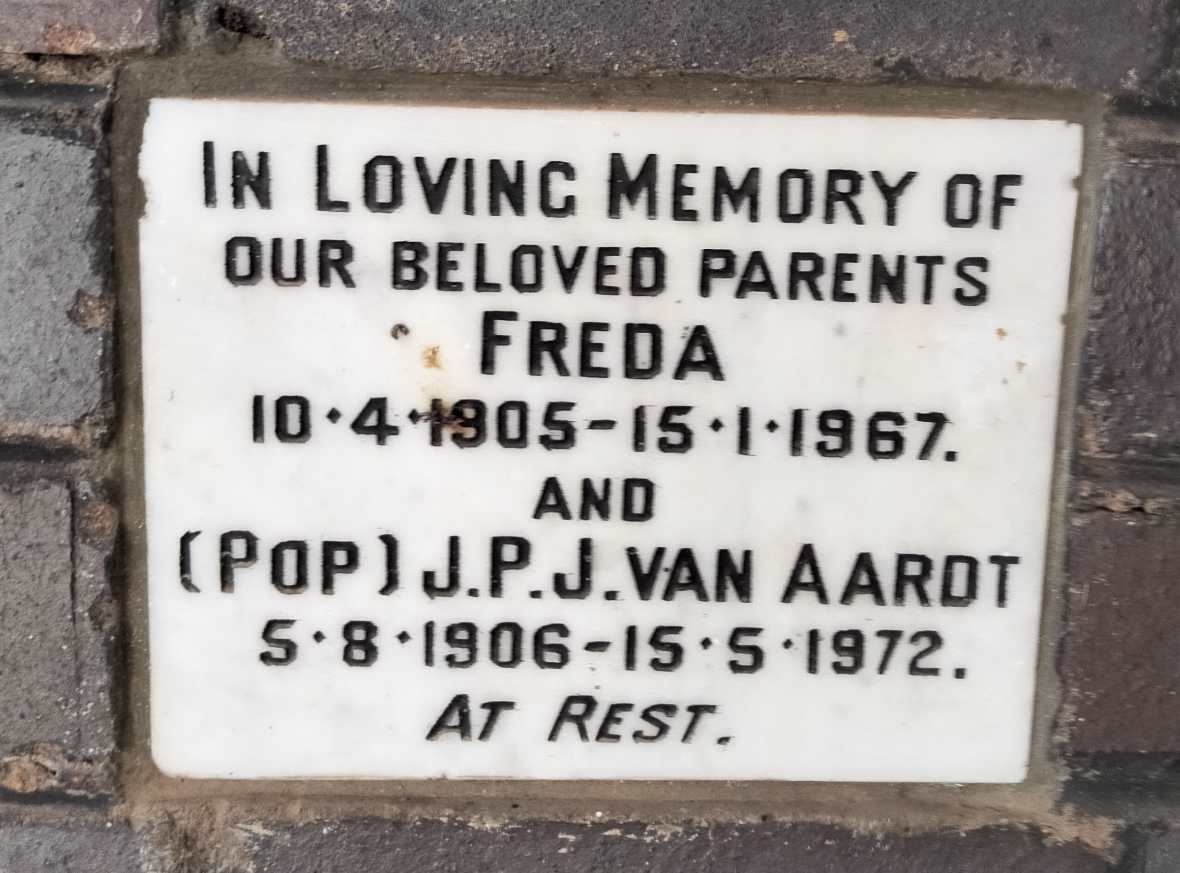 IN LOVING MEMORY OF
OUR BELOVED PARENTS
FREDA
10·4·1905-15·1·1967.
AND
(POP) J.P.J. VAN AARDT
5·8·1906-15·5·1972.
AT REST.